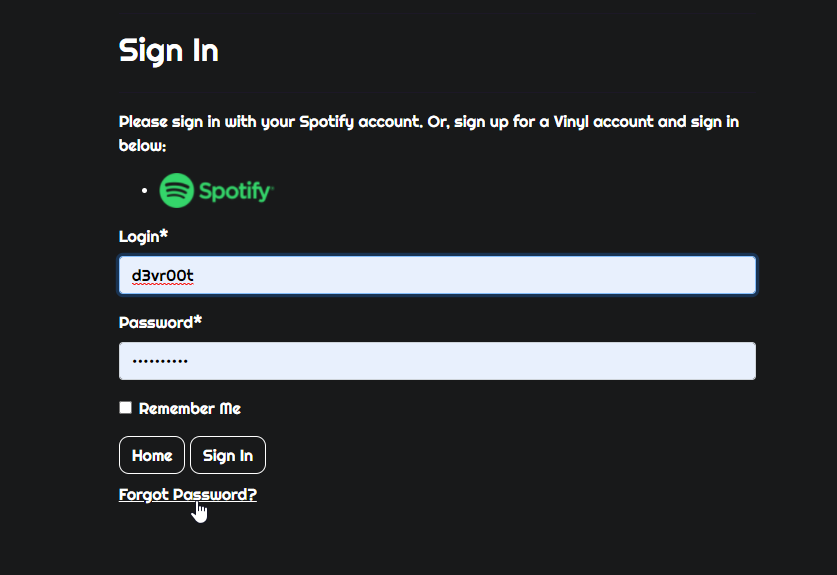 Sign In
Please sign in with your Spotify account. Or, sign up for a Vinyl account and sign in
below:
Spotify
Login*
d3vr00t
Password*
··········
Remember Me
Home Sign In
Forgot Password?